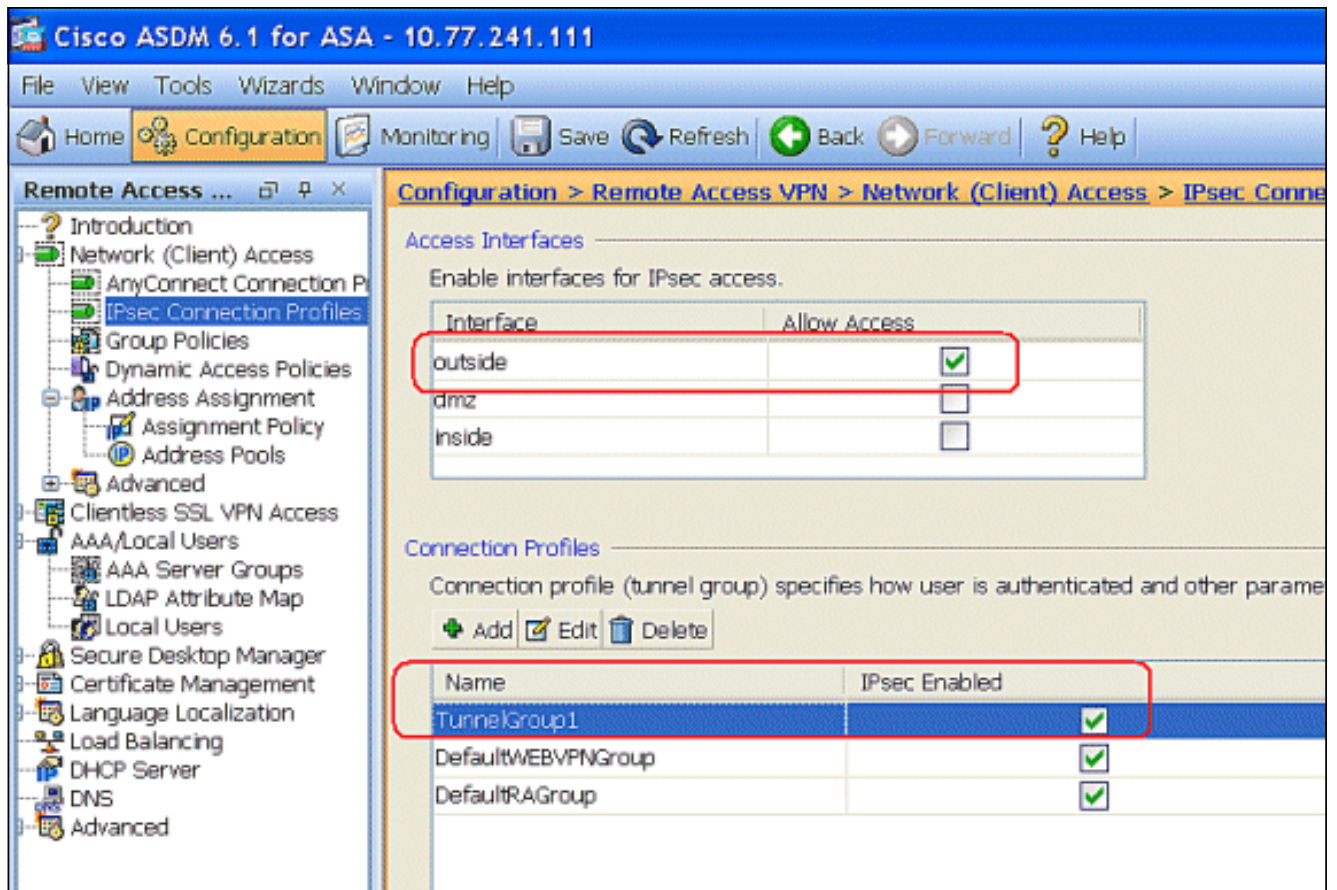 Cisco ASDM 6.1 for ASA - 10.77.241.111
File View Tools Wizards Window Help
Home Configuration Monitoring Save Refresh Back Forward Help
Remote Access ...
Introduction
Network (Client) Access
AnyConnect Connection P
IPsec Connection Profiles
Group Policies
Dynamic Access Policies
Address Assignment
Assignment Policy
Address Pools
Advanced
Clientless SSL VPN Access
AAA/Local Users
AAA Server Groups
LDAP Attribute Map
Local Users
Secure Desktop Manager
Certificate Management
Language Localization
Load Balancing
DHCP Server
DNS
Advanced
Configuration > Remote Access VPN > Network (Client) Access > IPsec Conne
Access Interfaces
Enable interfaces for IPsec access.
Interface Allow Access
outside
dmz
inside
Connection Profiles
Connection profile (tunnel group) specifies how user is authenticated and other parame
Add Edit Delete
Name IPsec Enabled
TunnelGroup1
DefaultWEBVPNGroup
DefaultRAGroup